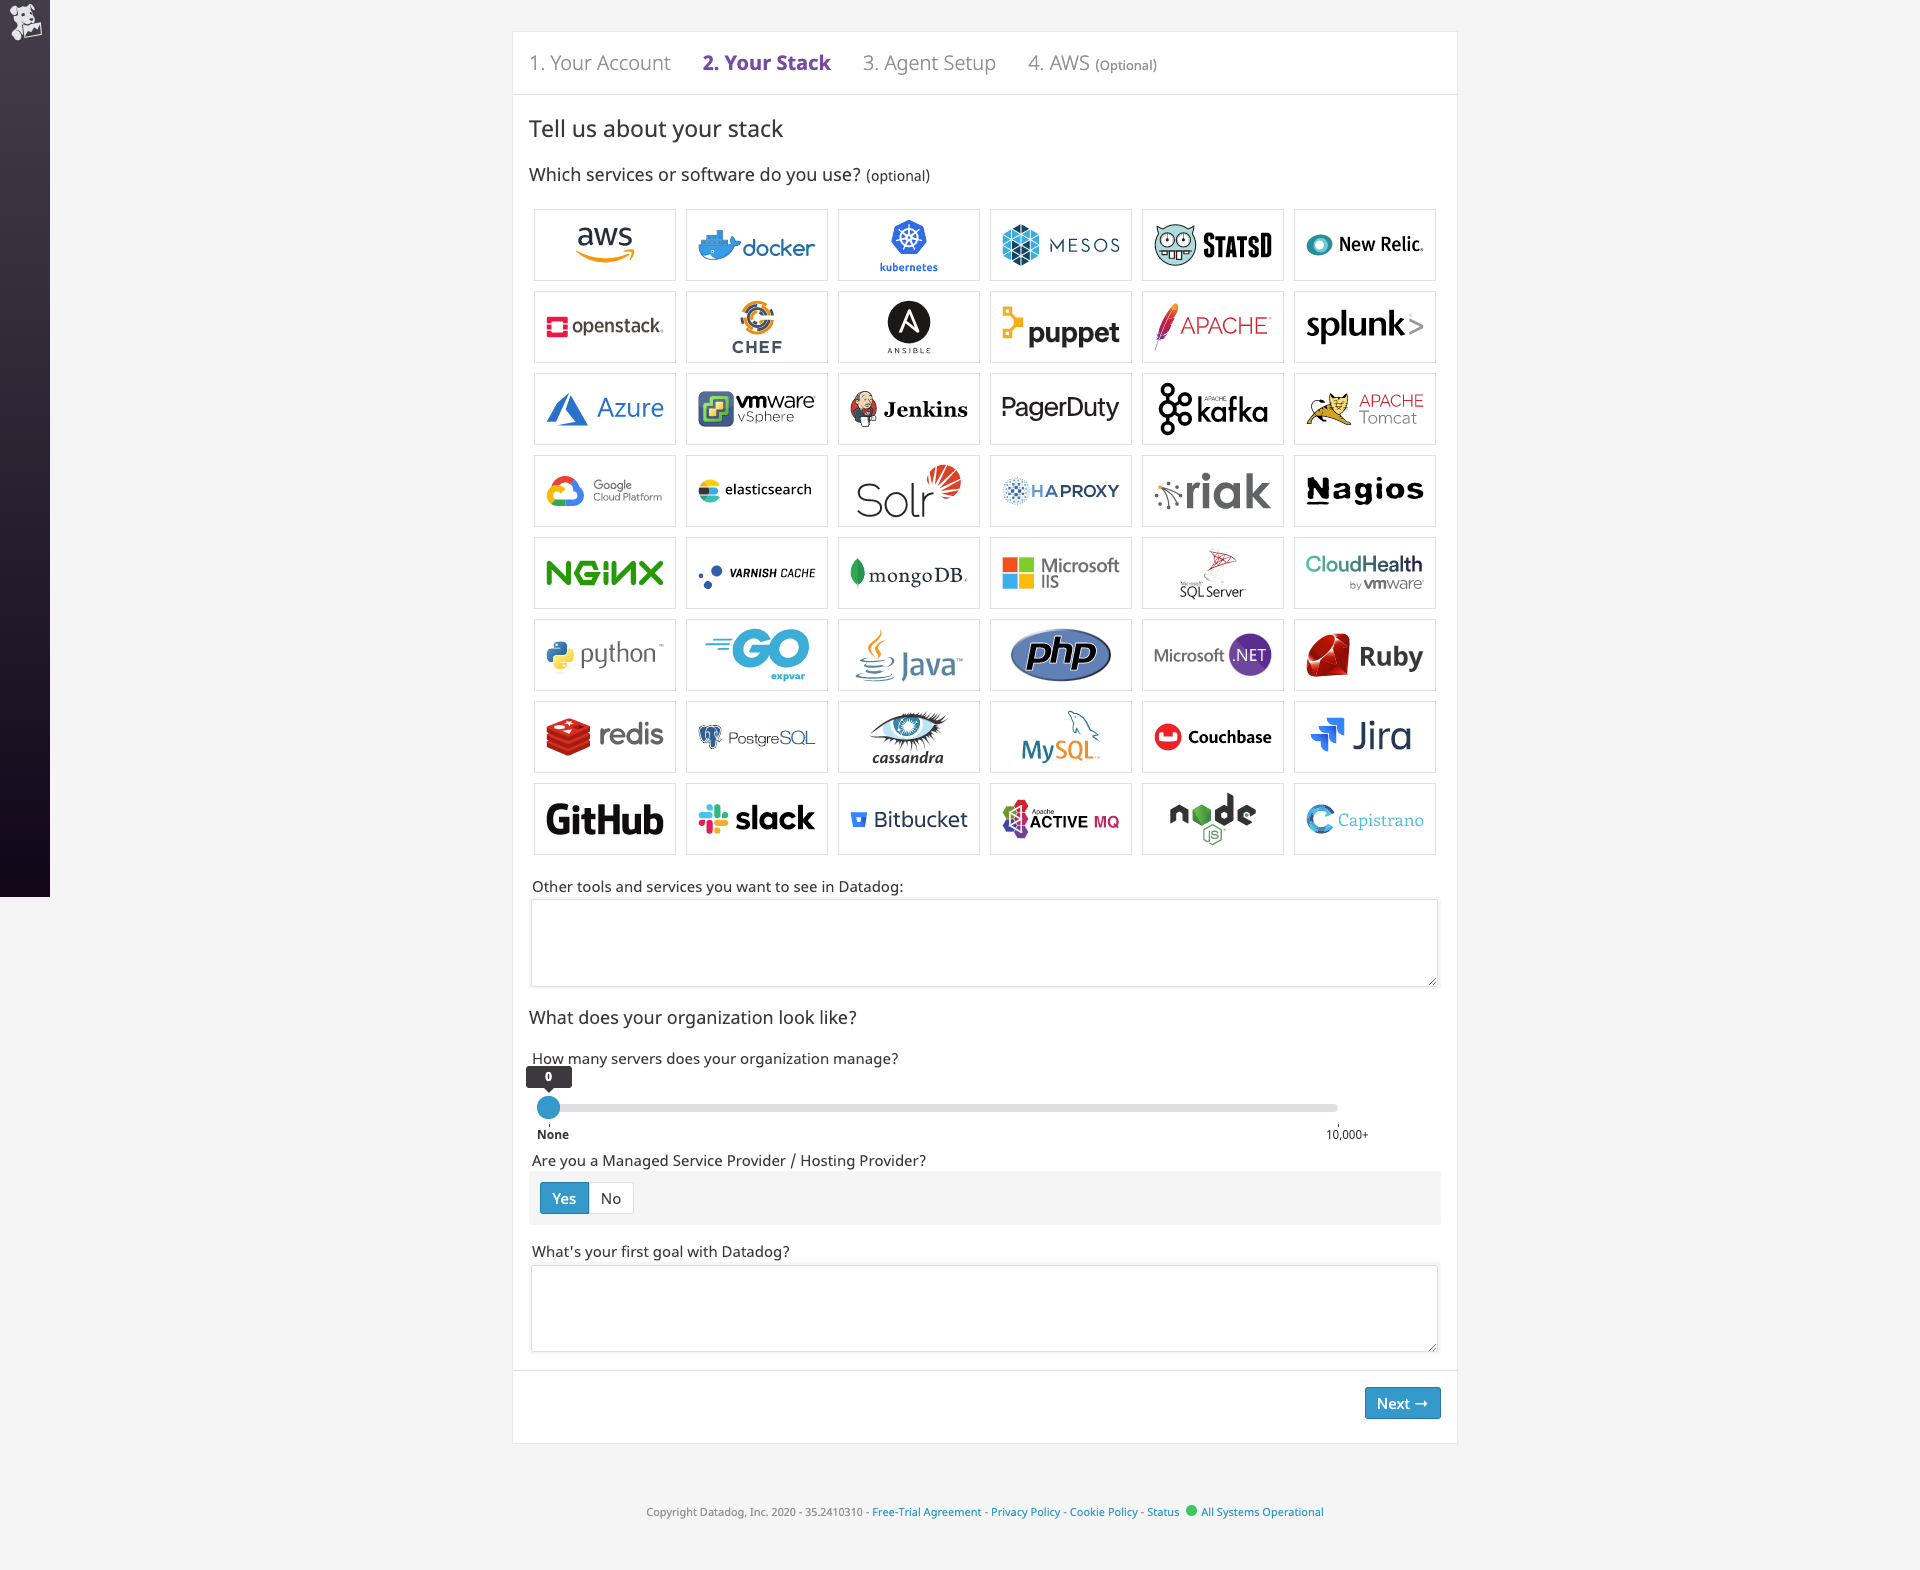 1. Your Account 2. Your Stack 3. Agent Setup 4. AWS (Optional)
Tell us about your stack
Which services or software do you use? (optional)
aws docker kubernetes MESOS STATSD New Relic.
openstack. CHEF ANSIBLE puppet APACHE splunk>
Azure vmware vSphere Jenkins PagerDuty APACHE kafka APACHE Tomcat
Google Cloud Platform elasticsearch Solr HAPROXY riak Nagios
NGINX VARNISH CACHE mongoDB. Microsoft IIS Microsoft SQL Server CloudHealth by vmware
python™ GO expvar Java™ php Microsoft .NET Ruby
redis PostgreSQL cassandra MySQL™ Couchbase Jira
GitHub slack Bitbucket Apache ACTIVE MQ node JS Capistrano
Other tools and services you want to see in Datadog:
What does your organization look like?
How many servers does your organization manage?
0
None 10,000+
Are you a Managed Service Provider / Hosting Provider?
Yes No
What's your first goal with Datadog?
Next →
Copyright Datadog, Inc. 2020 - 35.2410310 - Free-Trial Agreement - Privacy Policy - Cookie Policy - Status All Systems Operational